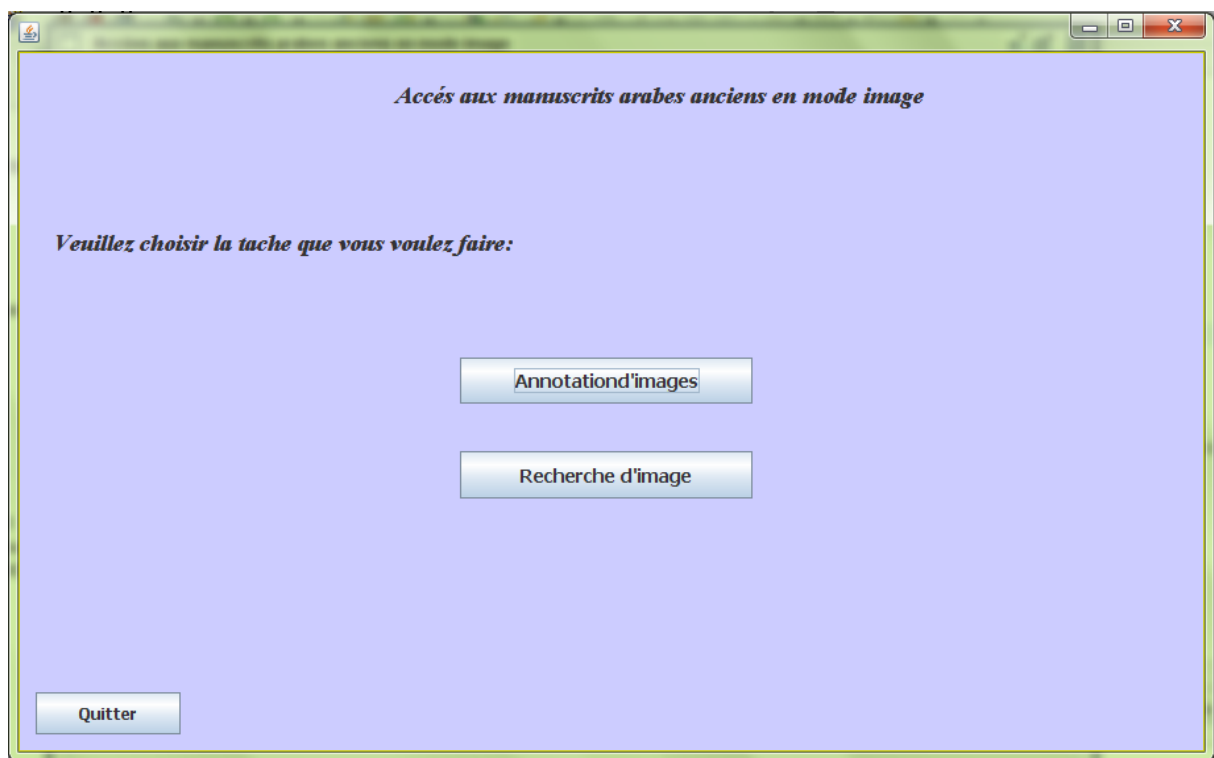 Accés aux manuscrits arabes anciens en mode image
Veuillez choisir la tache que vous voulez faire:
Annotationd'images
Recherche d'image
Quitter